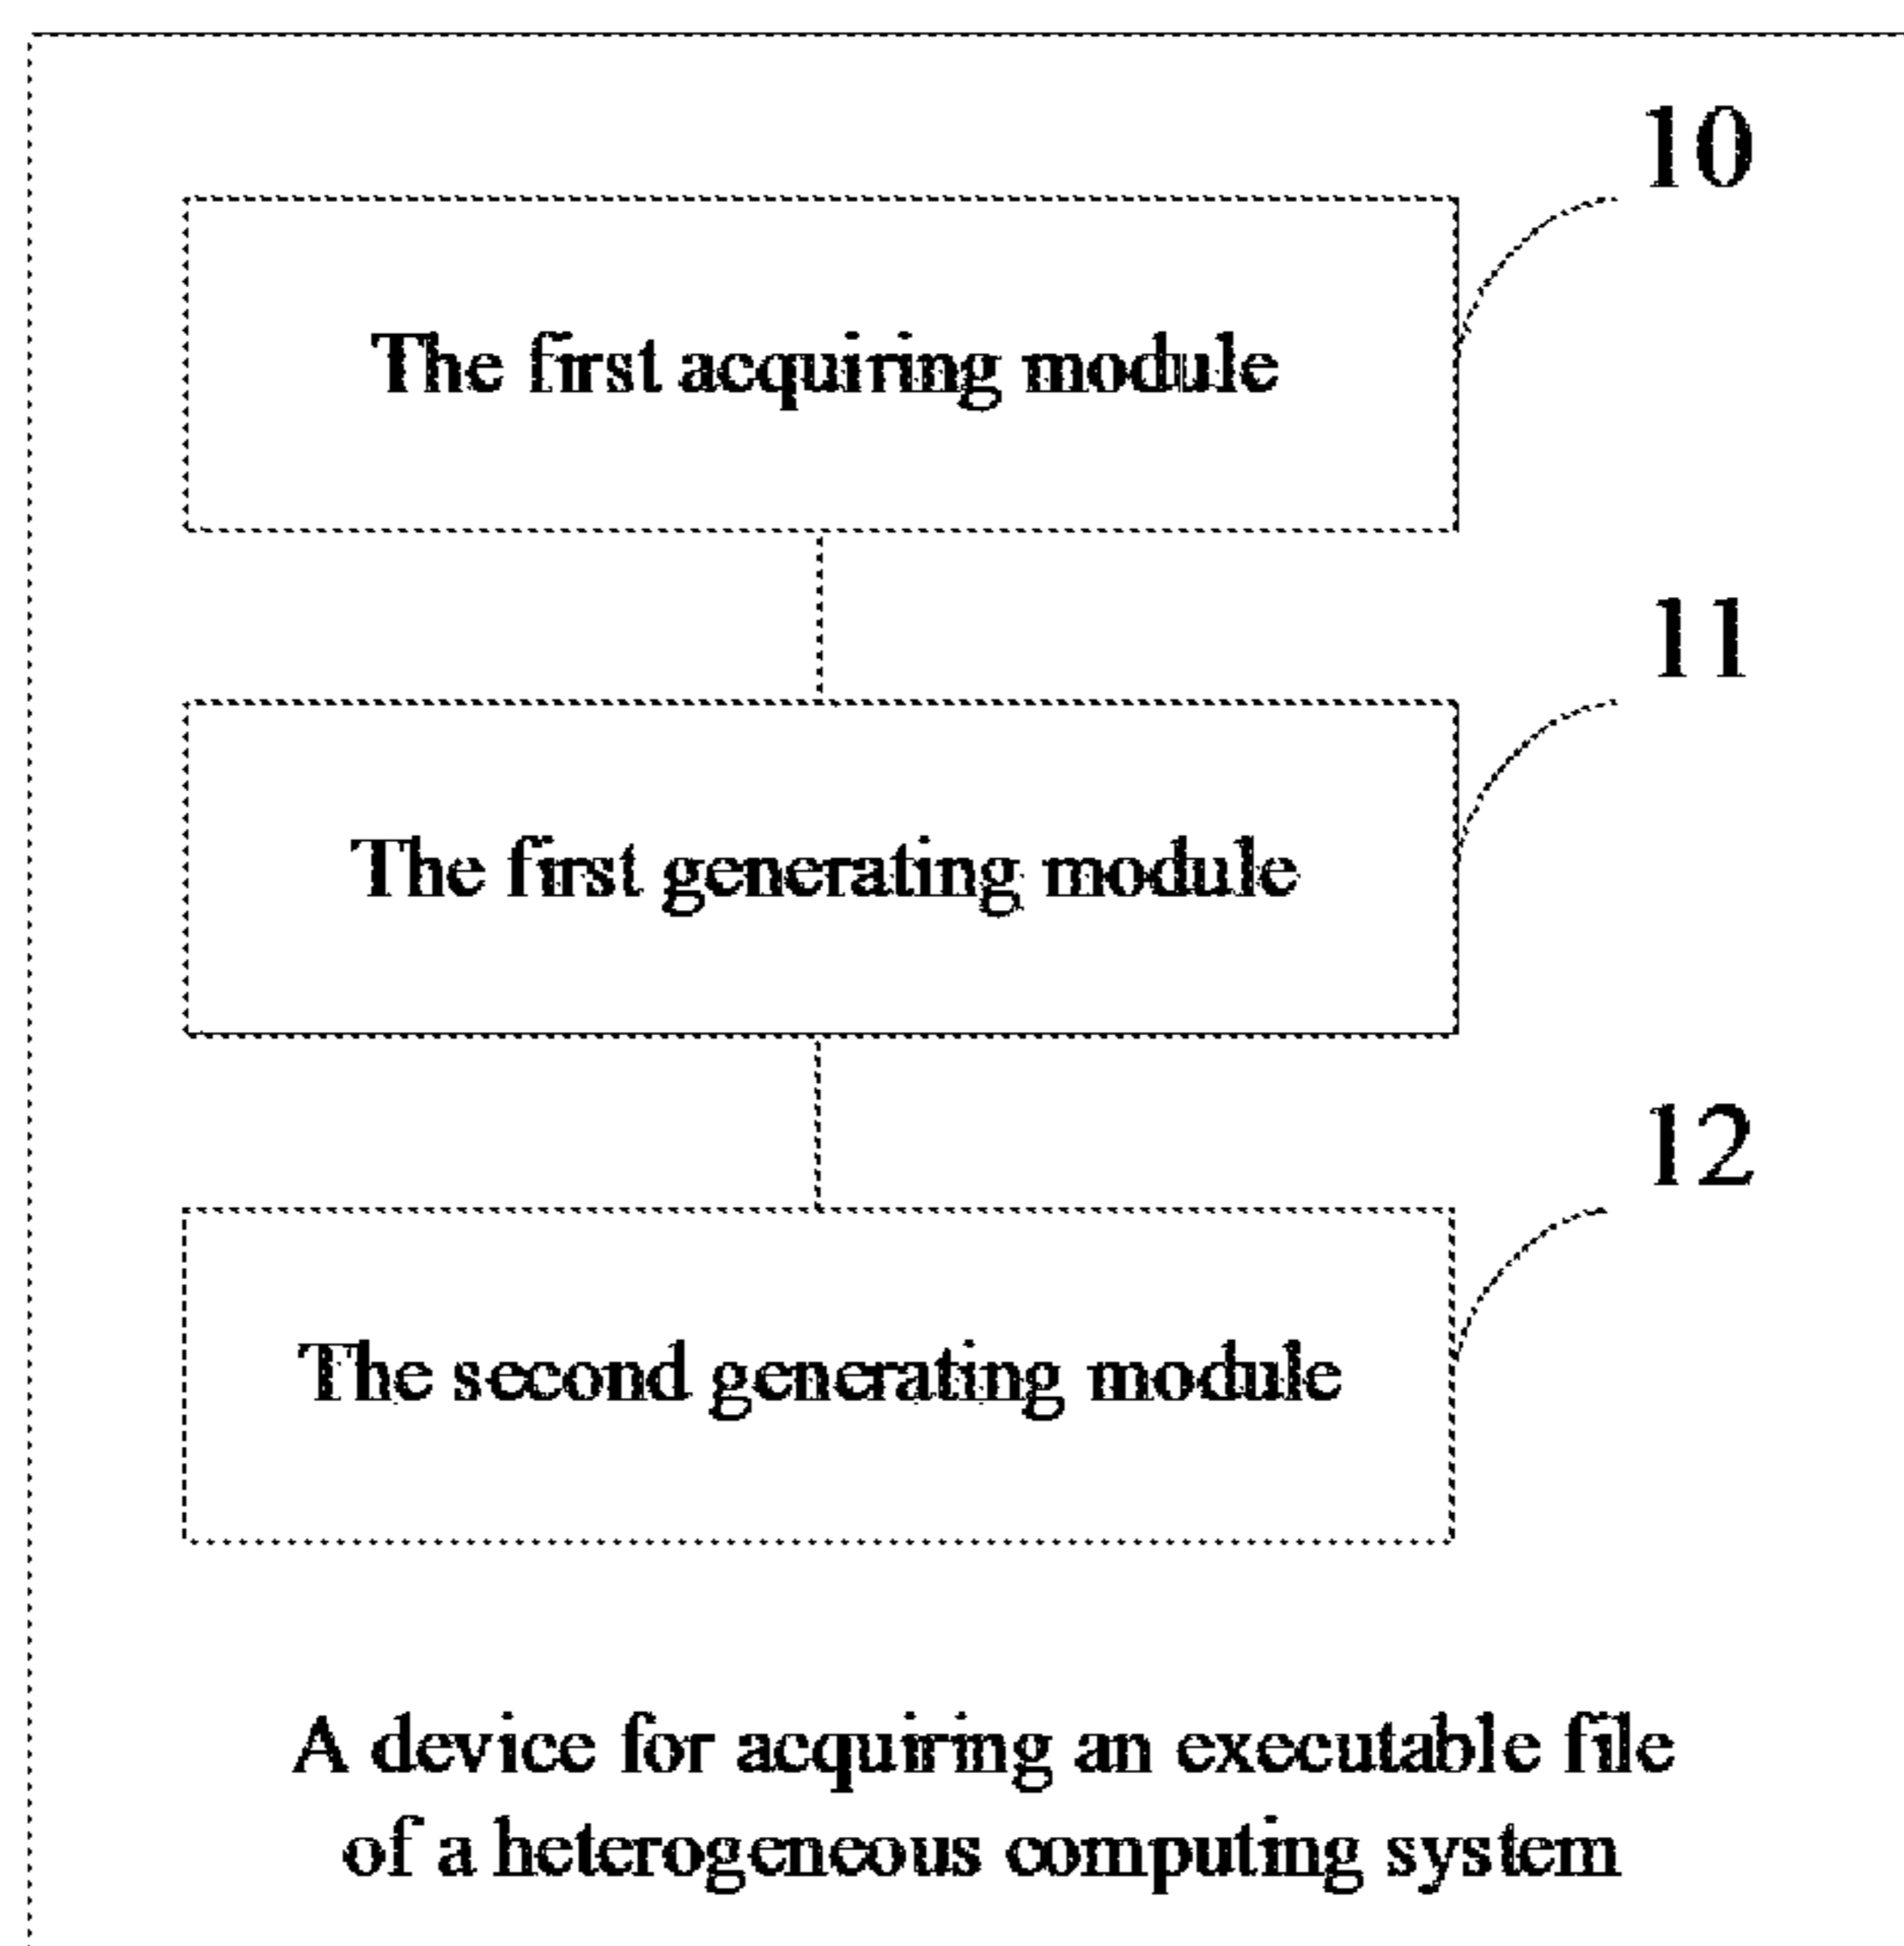 10
The first acquiring module
11
The first generating module
12
The second generating module
A device for acquiring an executable file
of a heterogeneous computing system